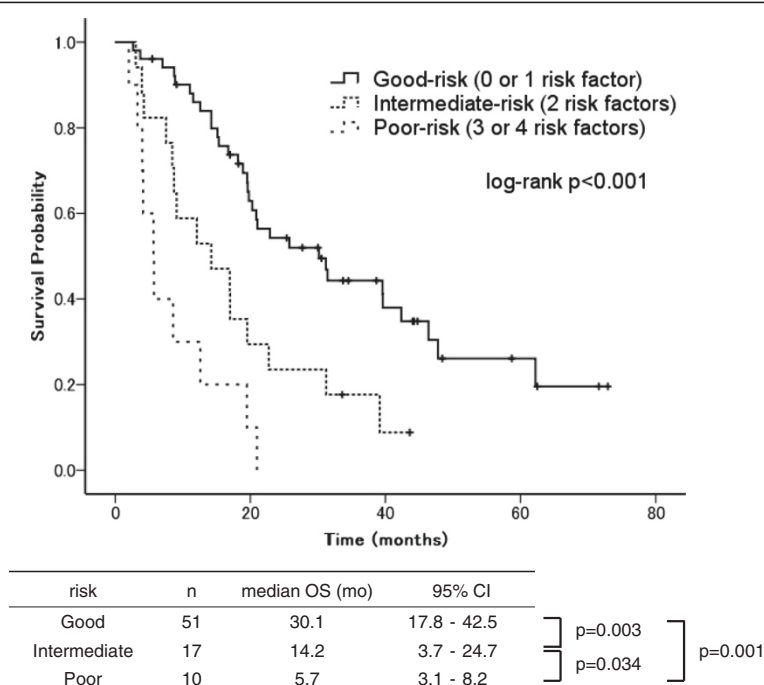 1.0
0.8
0.6
0.4
0.2
0.0
Survival Probability
Good-risk (0 or 1 risk factor)
Intermediate-risk (2 risk factors)
Poor-risk (3 or 4 risk factors)
log-rank p<0.001
0 20 40 60 80
Time (months)
risk n median OS (mo) 95% CI
Good 51 30.1 17.8 - 42.5
p=0.003
Intermediate 17 14.2 3.7 - 24.7
p=0.001
p=0.034
Poor 10 5.7 3.1 - 8.2